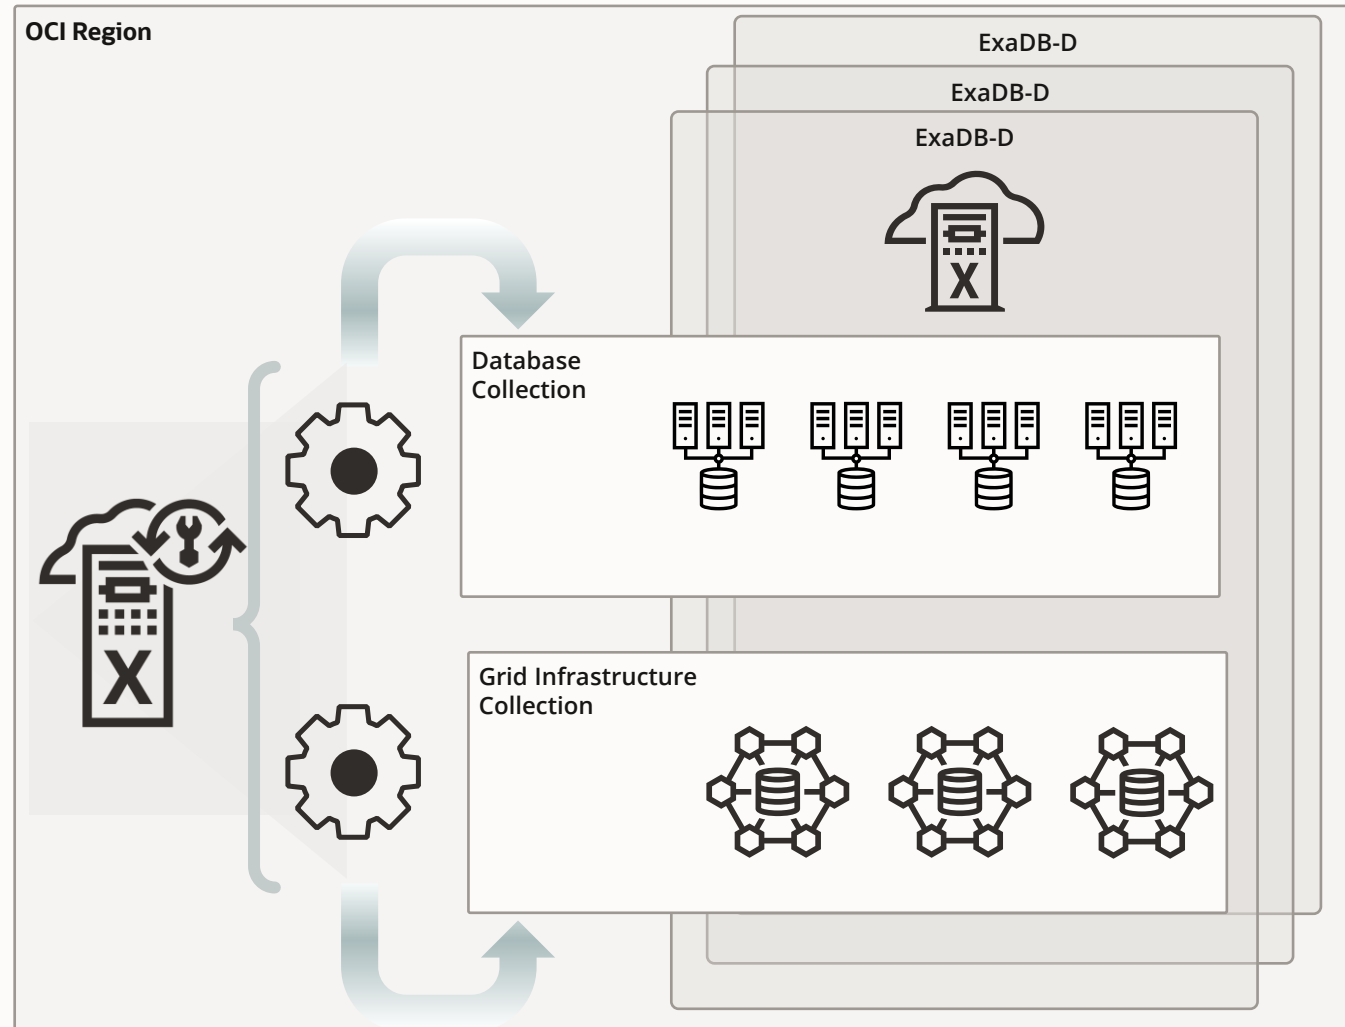 OCI Region
ExaDB-D
ExaDB-D
ExaDB-D
X
Database
Collection
X
Grid Infrastructure
Collection